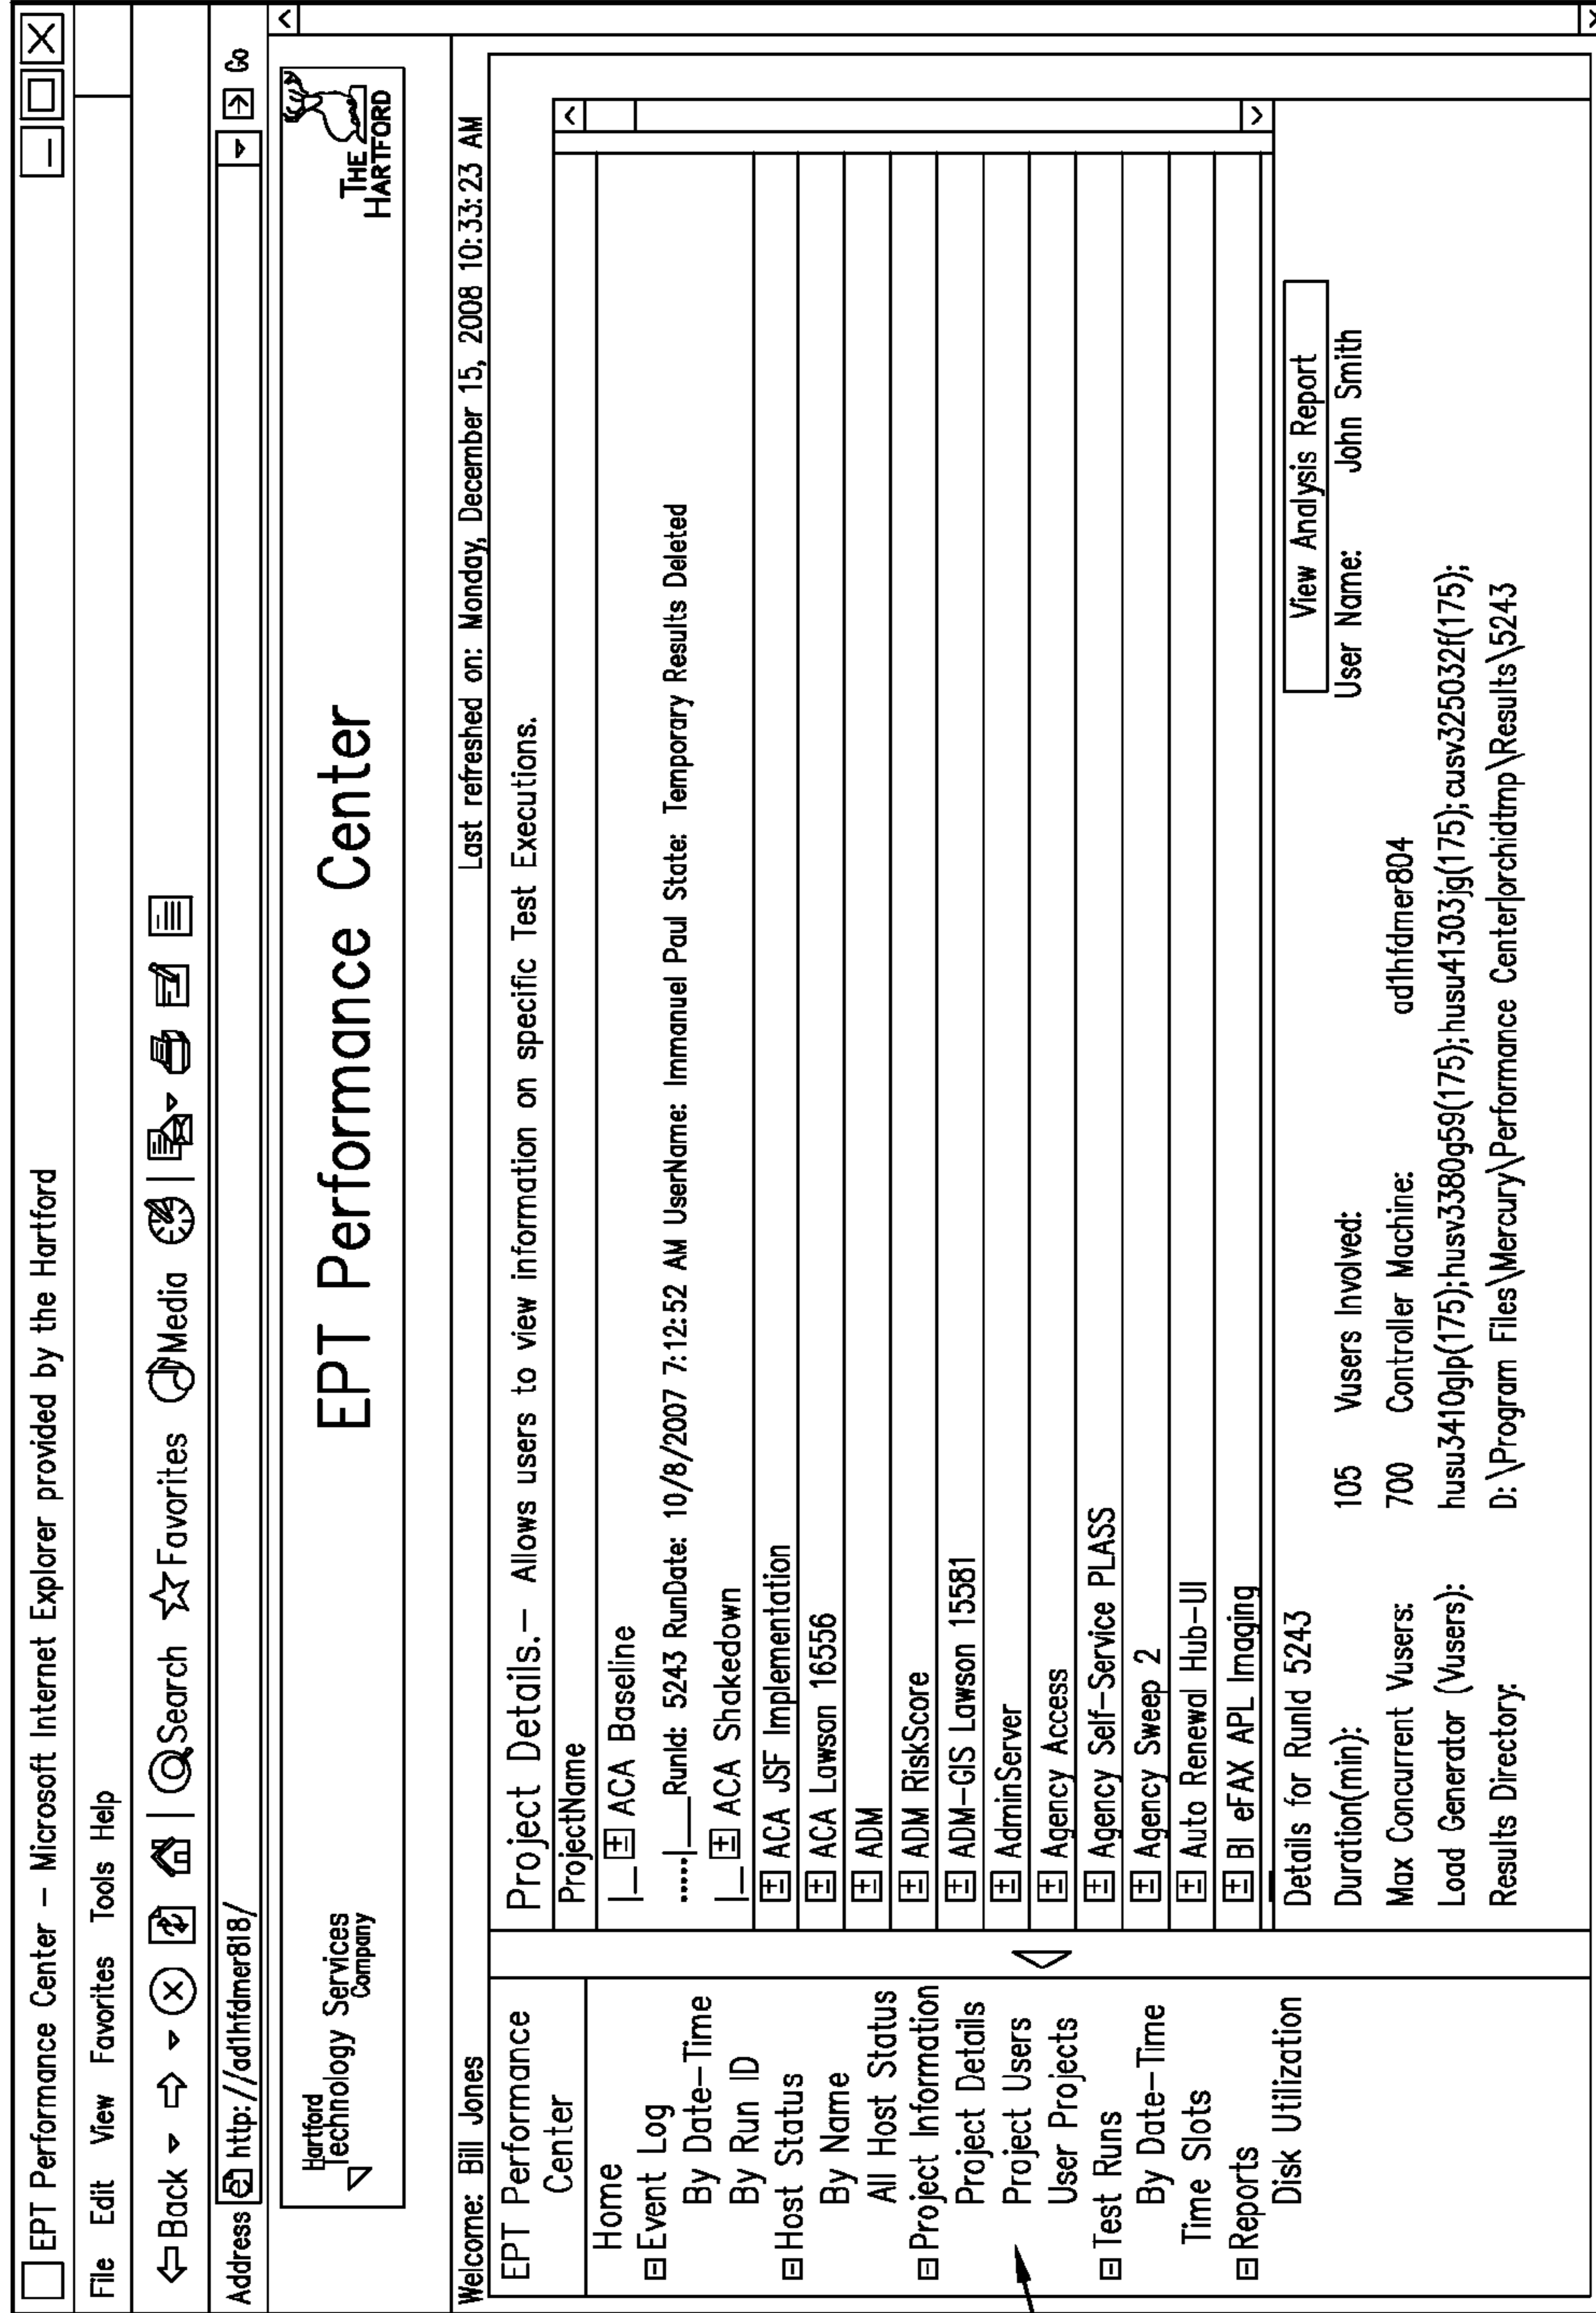 EPT Performance Center – Microsoft Internet Explorer provided by the Hartford
File Edit View Favorites Tools Help
Back Search Favorites Media
Address http://ad1hfdmer818/ Go
Hartford
Technology Services
Company
EPT Performance Center
THE
HARTFORD
Welcome: Bill Jones Last refreshed on: Monday, December 15, 2008 10:33:23 AM
EPT Performance
Center
Home
Event Log
By Date–Time
By Run ID
Host Status
By Name
All Host Status
Project Information
Project Details
Project Users
User Projects
Test Runs
By Date–Time
Time Slots
Reports
Disk Utilization
Project Details.– Allows users to view information on specific Test Executions.
ProjectName
ACA Baseline
RunId: 5243 RunDate: 10/8/2007 7:12:52 AM UserName: Immanuel Paul State: Temporary Results Deleted
ACA Shakedown
ACA JSF Implementation
ACA Lawson 16556
ADM
ADM RiskScore
ADM-GIS Lawson 15581
AdminServer
Agency Access
Agency Self–Service PLASS
Agency Sweep 2
Auto Renewal Hub–UI
BI eFAX APL Imaging
Details for RunId 5243 View Analysis Report
Duration(min): 105 Vusers Involved: User Name: John Smith
Max Concurrent Vusers: 700 Controller Machine: ad1hfdmer804
Load Generator (Vusers): husu3410glp(175);husv3380g59(175);husu41303jg(175);cusv325032f(175);
Results Directory: D:\Program Files\Mercury\Performance Center|orchidtmp\Results\5243